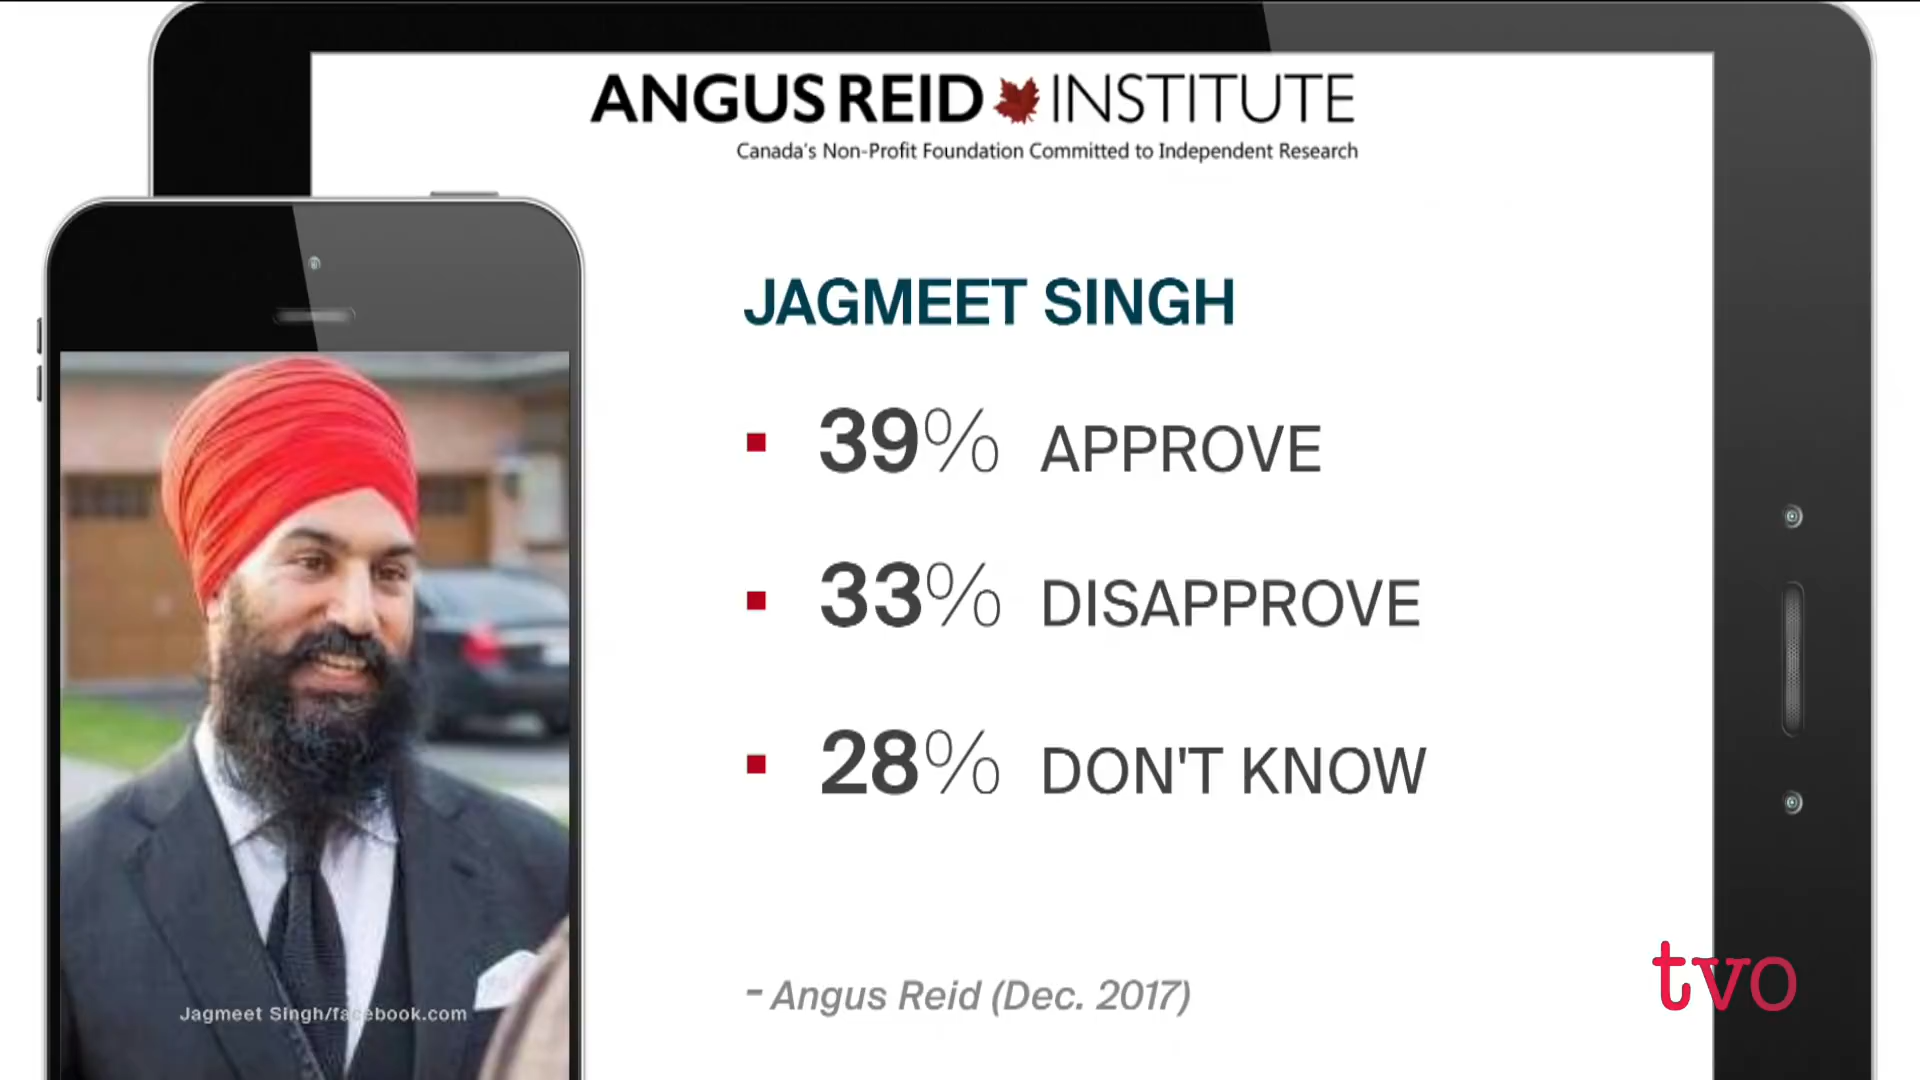 ANGUS REID INSTITUTE
Canada's Non-Profit Foundation Committed to Independent Research
JAGMEET SINGH
▪ 39% APPROVE
▪ 33% DISAPPROVE
▪ 28% DON'T KNOW
- Angus Reid (Dec. 2017)
Jagmeet Singh/facebook.com
tvo